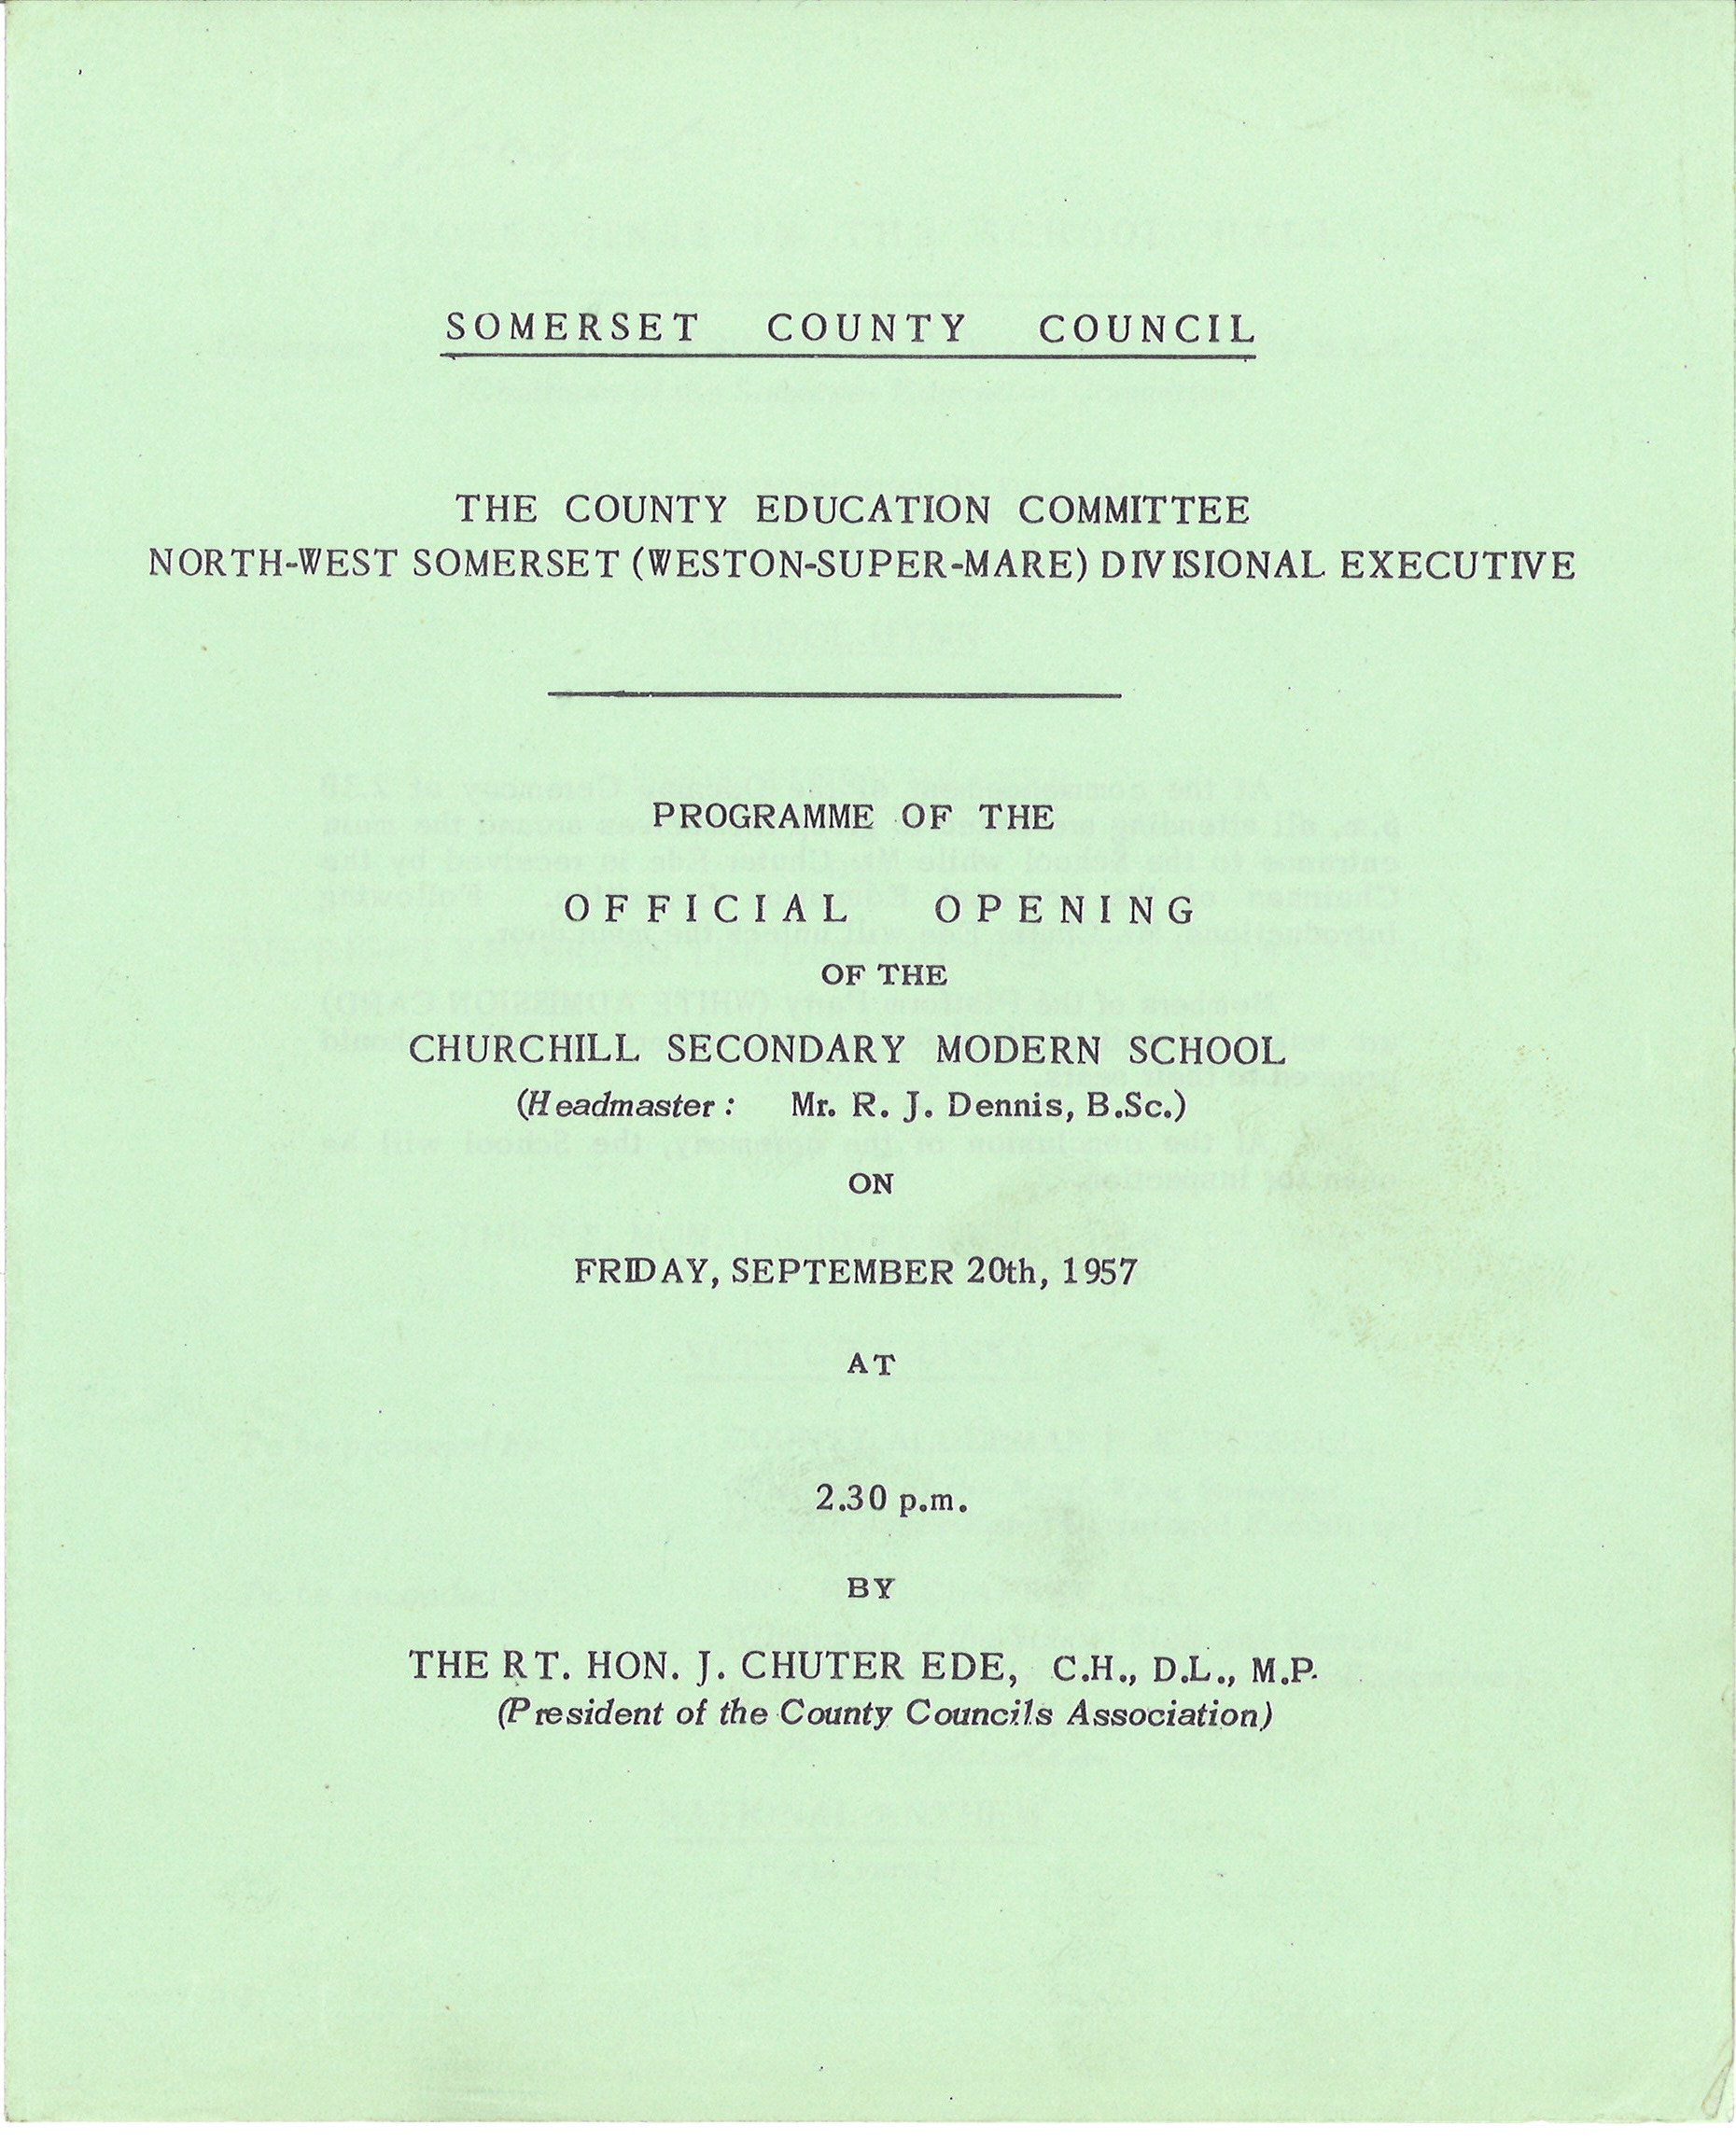 SOMERSET COUNTY COUNCIL
THE COUNTY EDUCATION COMMITTEE
NORTH-WEST SOMERSET (WESTON-SUPER-MARE) DIVISIONAL EXECUTIVE
PROGRAMME OF THE
OFFICIAL OPENING
OF THE
CHURCHILL SECONDARY MODERN SCHOOL
(Headmaster: Mr. R. J. Dennis, B.Sc.)
ON
FRIDAY, SEPTEMBER 20th, 1957
AT
2.30 p.m.
BY
THE RT. HON. J. CHUTER EDE, C.H., D.L., M.P.
(President of the County Councils Association)